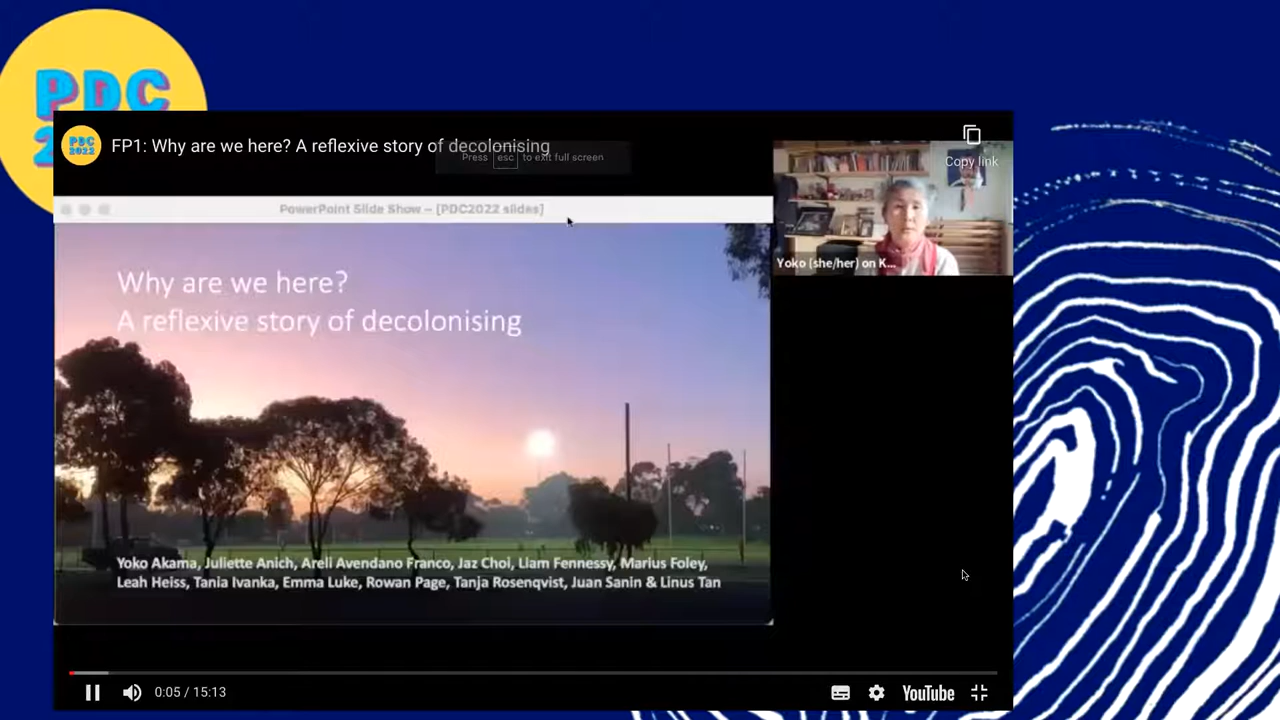 PDC
2022
PDC
2022
FP1: Why are we here? A reflexive story of decolonising
Press esc to exit full screen
Copy link
PowerPoint Slide Show – [PDC2022 slides]
Yoko (she/her) on K...
Why are we here?
A reflexive story of decolonising
Yoko Akama, Juliette Anich, Areli Avendano Franco, Jaz Choi, Liam Fennessy, Marius Foley,
Leah Heiss, Tania Ivanka, Emma Luke, Rowan Page, Tanja Rosenqvist, Juan Sanin & Linus Tan
0:05 / 15:13
YouTube